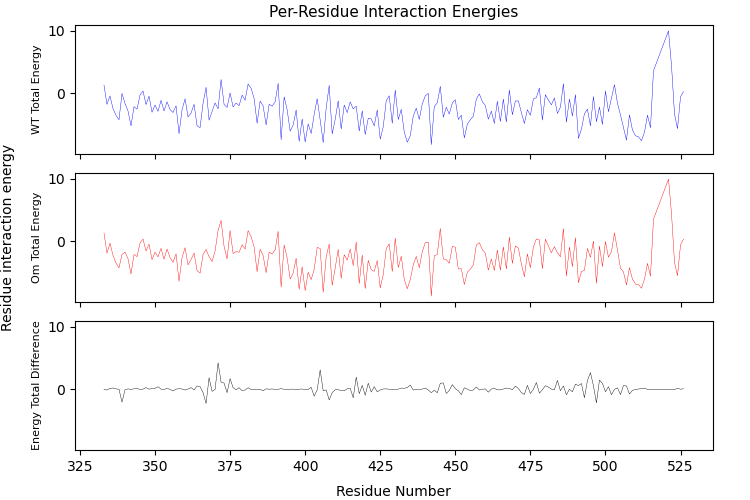 Per-Residue Interaction Energies
Residue interaction energy
WT Total Energy
10
0
Om Total Energy
10
0
Energy Total Difference
10
0
325 350 375 400 425 450 475 500 525
Residue Number